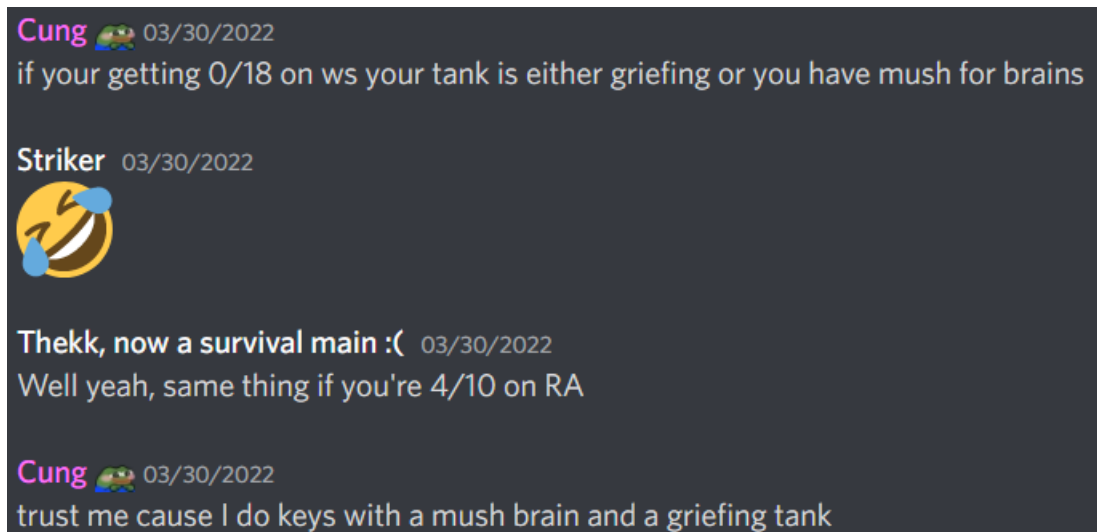 Cung 03/30/2022
if your getting 0/18 on ws your tank is either griefing or you have mush for brains
Striker 03/30/2022
Thekk, now a survival main :( 03/30/2022
Well yeah, same thing if you're 4/10 on RA
Cung 03/30/2022
trust me cause I do keys with a mush brain and a griefing tank